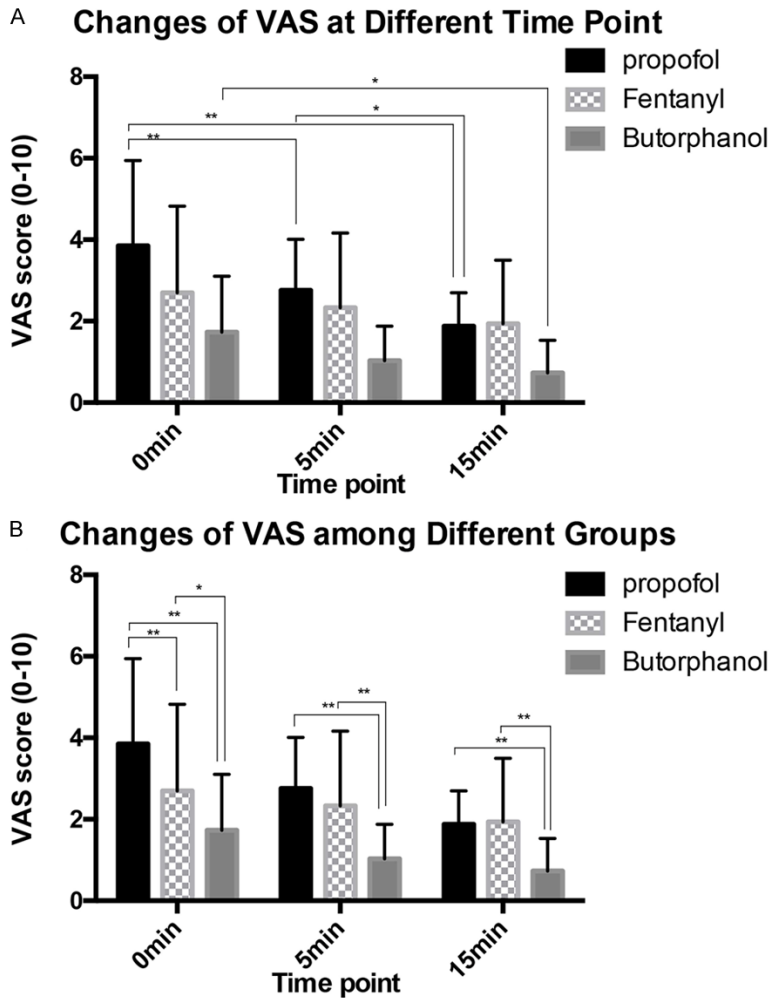 A
Changes of VAS at Different Time Point
propofol
Fentanyl
Butorphanol
VAS score (0-10)
8
6
4
2
0
*
**
*
**
0min
5min
15min
Time point
B
Changes of VAS among Different Groups
propofol
Fentanyl
Butorphanol
VAS score (0-10)
8
6
4
2
0
*
**
**
**
**
**
**
0min
5min
15min
Time point